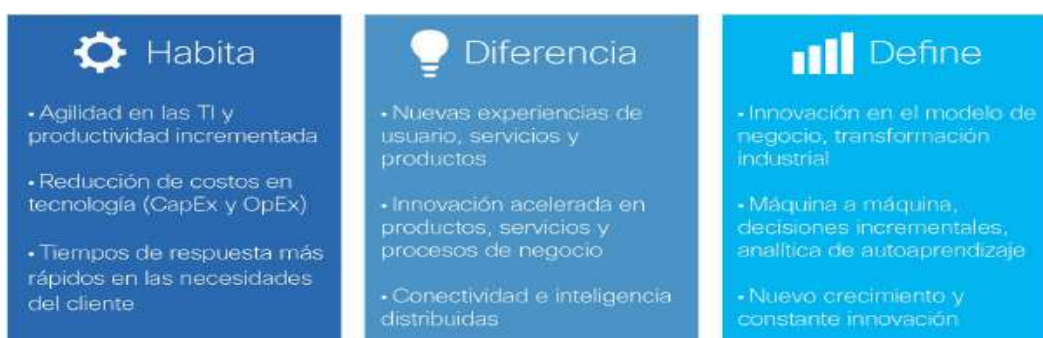 Habita
• Agilidad en las TI y
productividad incrementada
• Reducción de costos en
tecnología (CapEx y OpEx)
• Tiempos de respuesta más
rápidos en las necesidades
del cliente
Diferencia
• Nuevas experiencias de
usuario, servicios y
productos
• Innovación acelerada en
productos, servicios y
procesos de negocio
• Conectividad e inteligencia
distribuidas
Define
• Innovación en el modelo de
negocio, transformación
industrial
• Máquina a máquina,
decisiones incrementales,
analítica de autoaprendizaje
• Nuevo crecimiento y
constante innovación